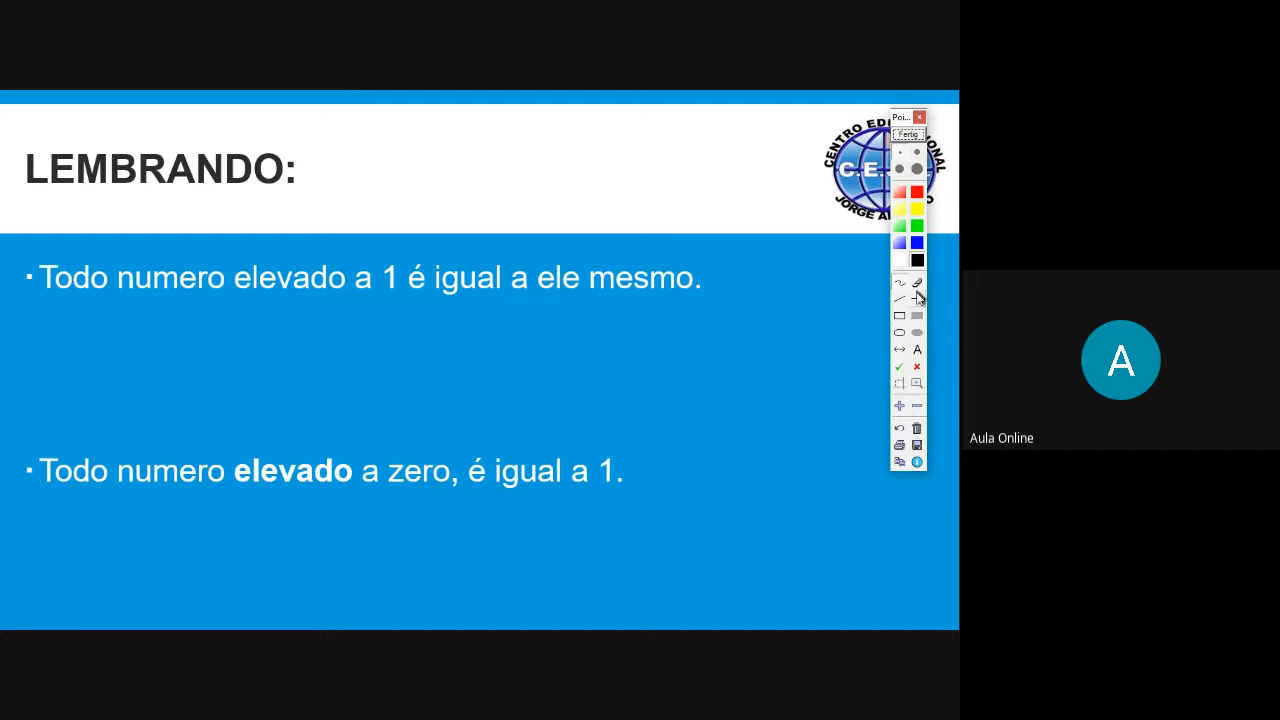 LEMBRANDO:
CENTRO
C.E.
JORGE
Poi...
Fertig
Todo numero elevado a 1 é igual a ele mesmo.
A
Todo numero elevado a zero, é igual a 1.
A
Aula Online